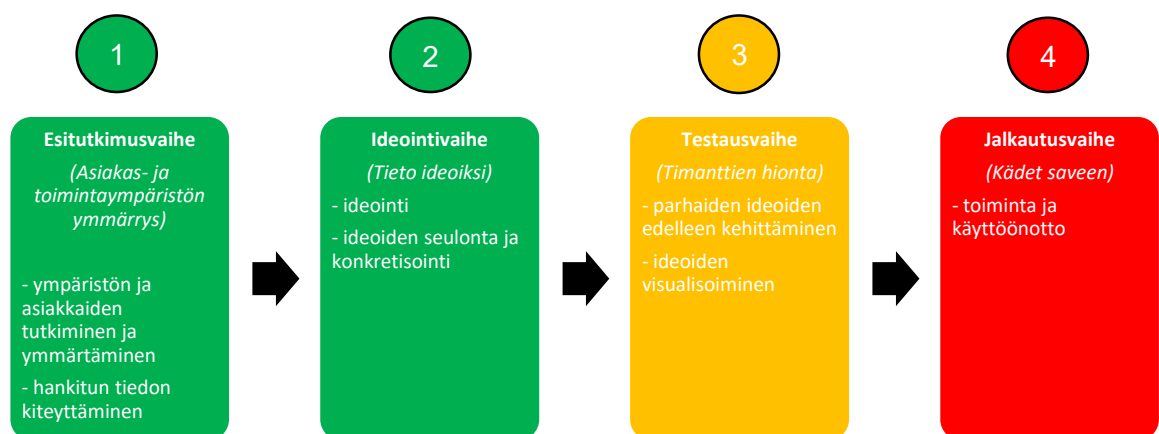 1
Esitutkimusvaihe
(Asiakas- ja
toimintaympäristön
ymmärrys)
- ympäristön ja
asiakkaiden
tutkiminen ja
ymmärtäminen
- hankitun tiedon
kiteyttäminen
2
Ideointivaihe
(Tieto ideoiksi)
- ideointi
- ideoiden seulonta ja
konkretisointi
3
Testausvaihe
(Timanttien hionta)
- parhaiden ideoiden
edelleen kehittäminen
- ideoiden
visualisoiminen
4
Jalkautusvaihe
(Kädet saveen)
- toiminta ja
käyttöönotto